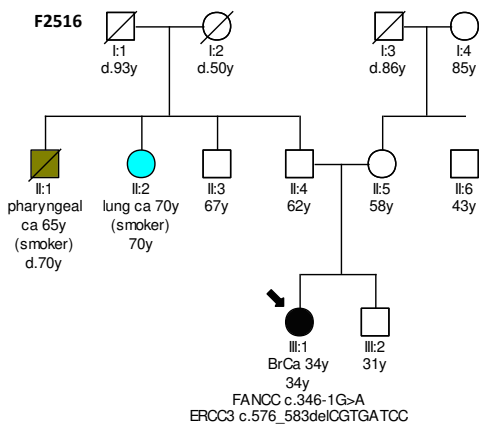 F2516
I:1
d.93y
I:2
d.50y
I:3
d.86y
I:4
85y
II:1
pharyngeal
ca 65y
(smoker)
d.70y
II:2
lung ca 70y
(smoker)
70y
II:3
67y
II:4
62y
II:5
58y
II:6
43y
III:1
BrCa 34y
34y
FANCC c.346-1G>A
ERCC3 c.576_583delCGTGATCC
III:2
31y